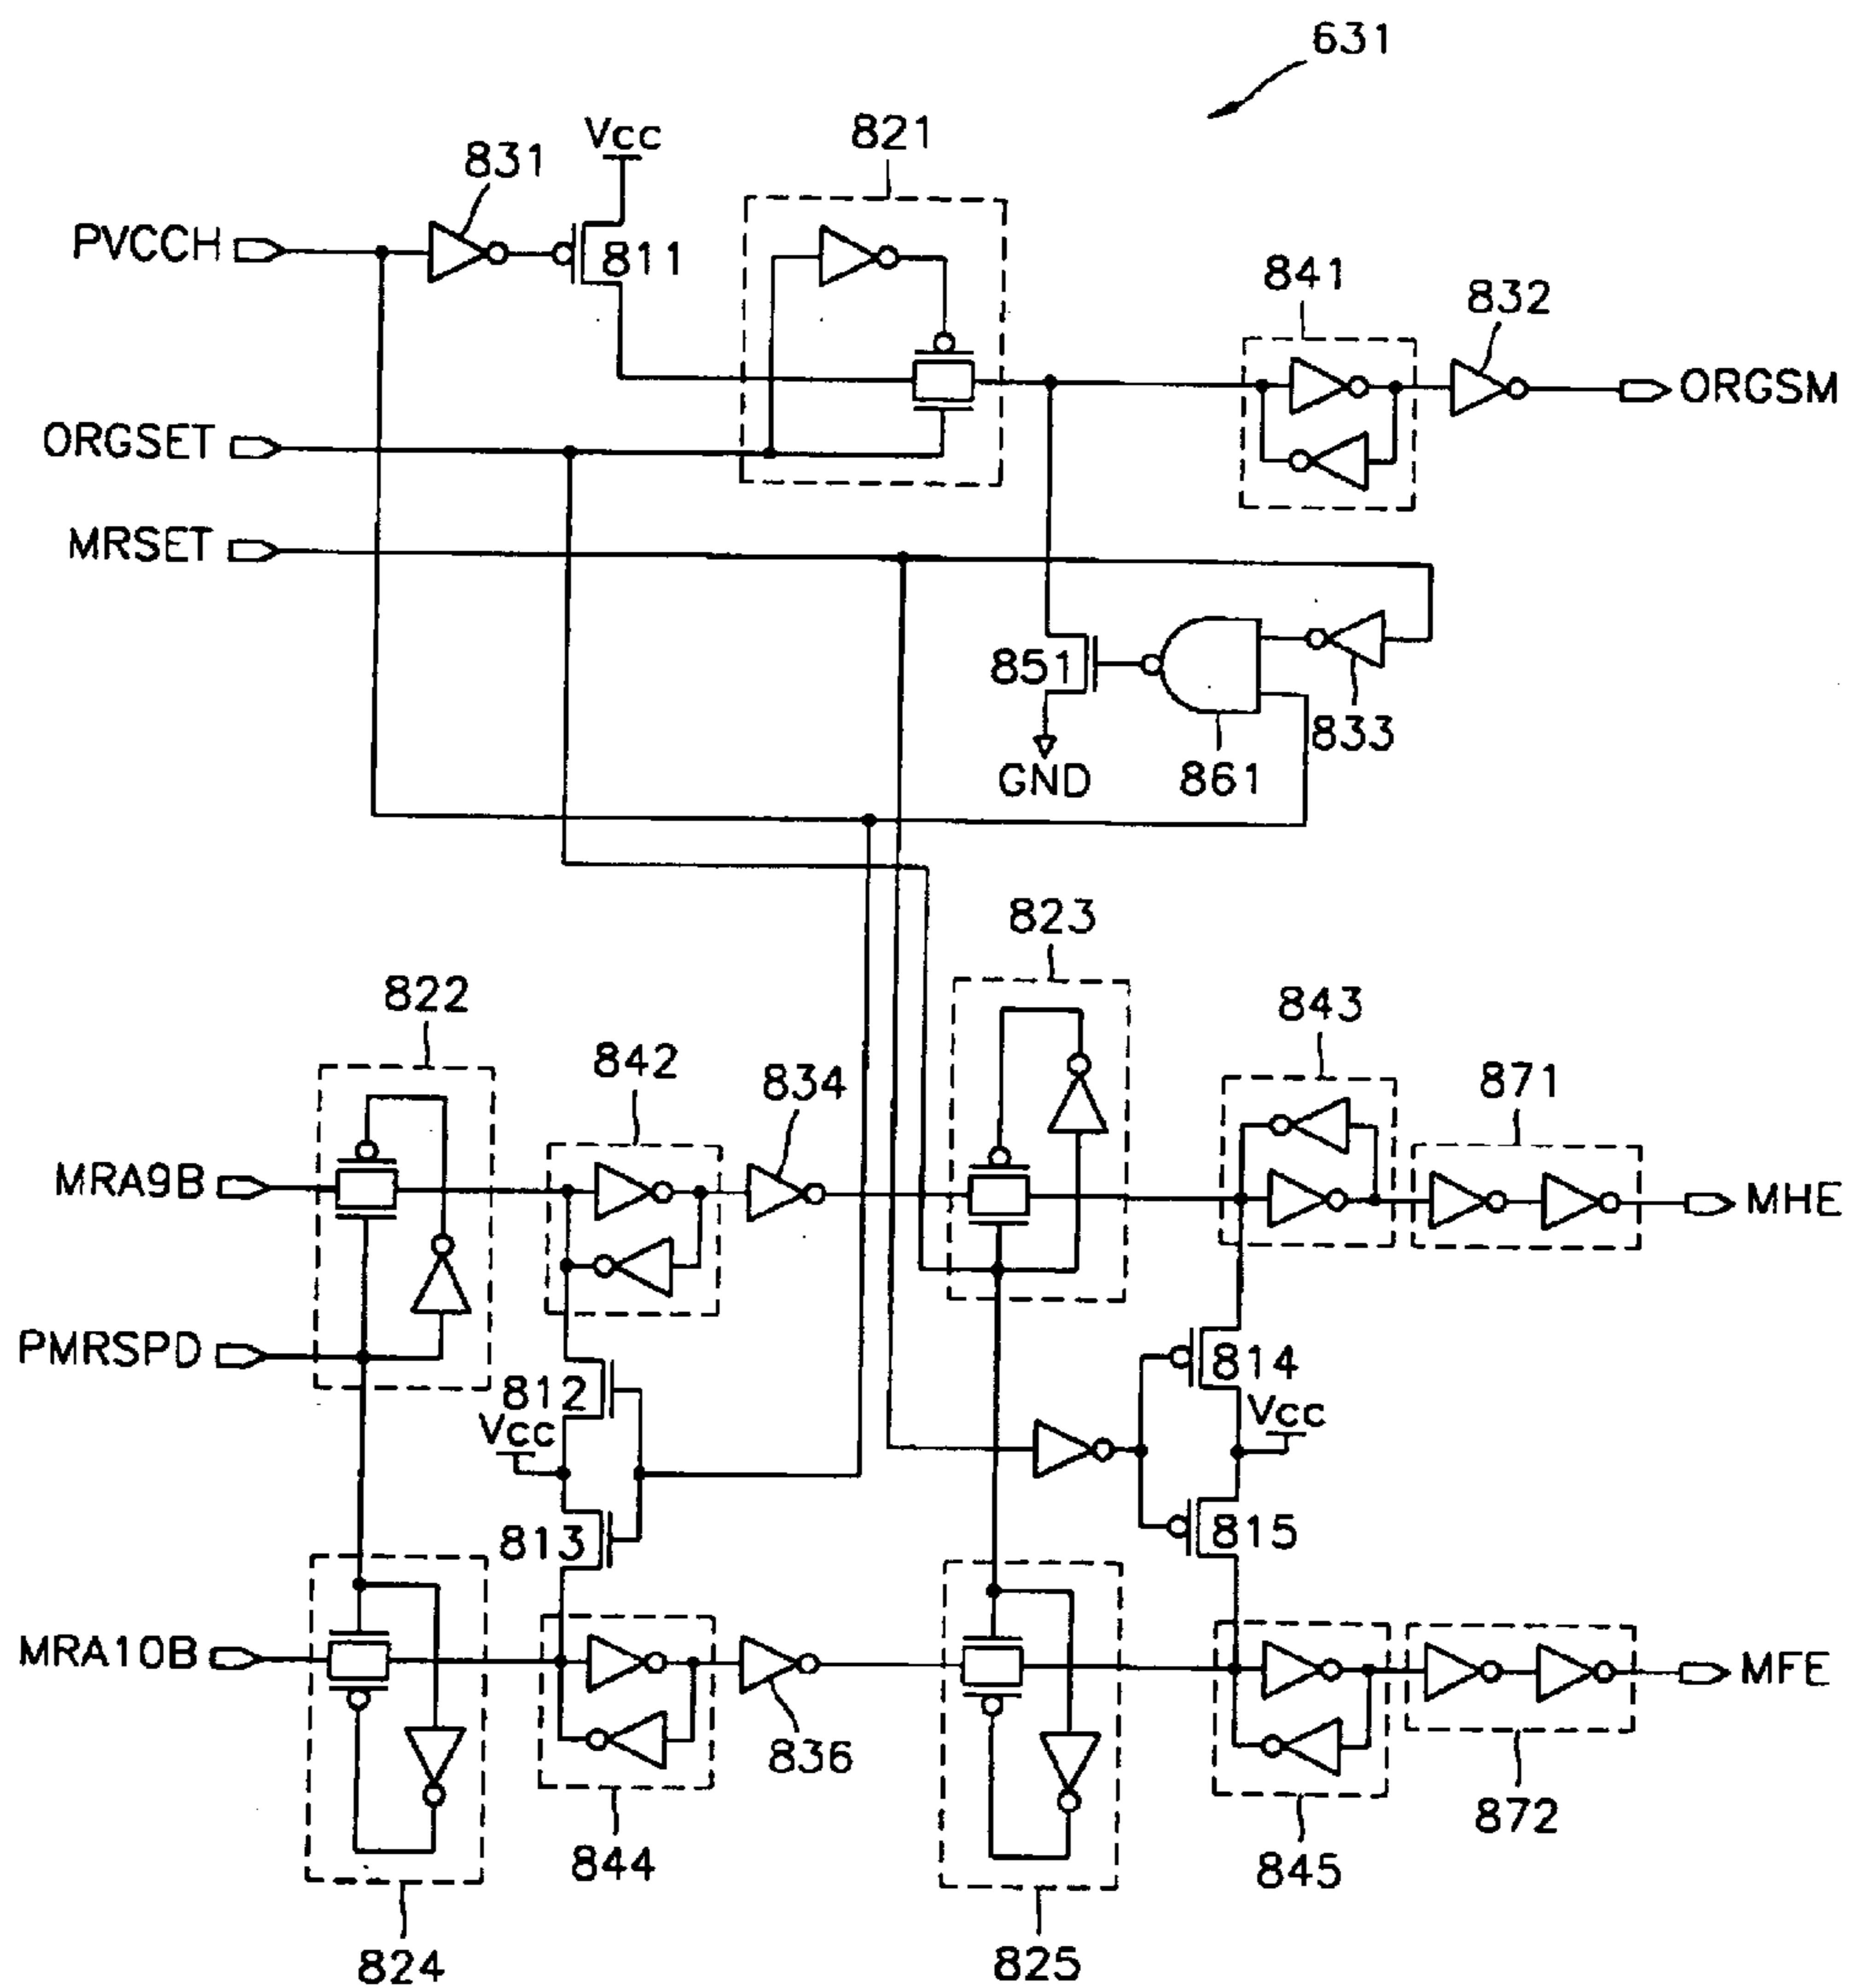 631
Vcc
821
831
PVCCH
811
841
832
ORGSM
ORGSET
MRSET
851
833
GND
861
823
822
843
842
834
871
MRA9B
MHE
PMRSPD
812
814
Vcc
Vcc
813
815
MRA10B
MFE
836
844
872
845
824
825